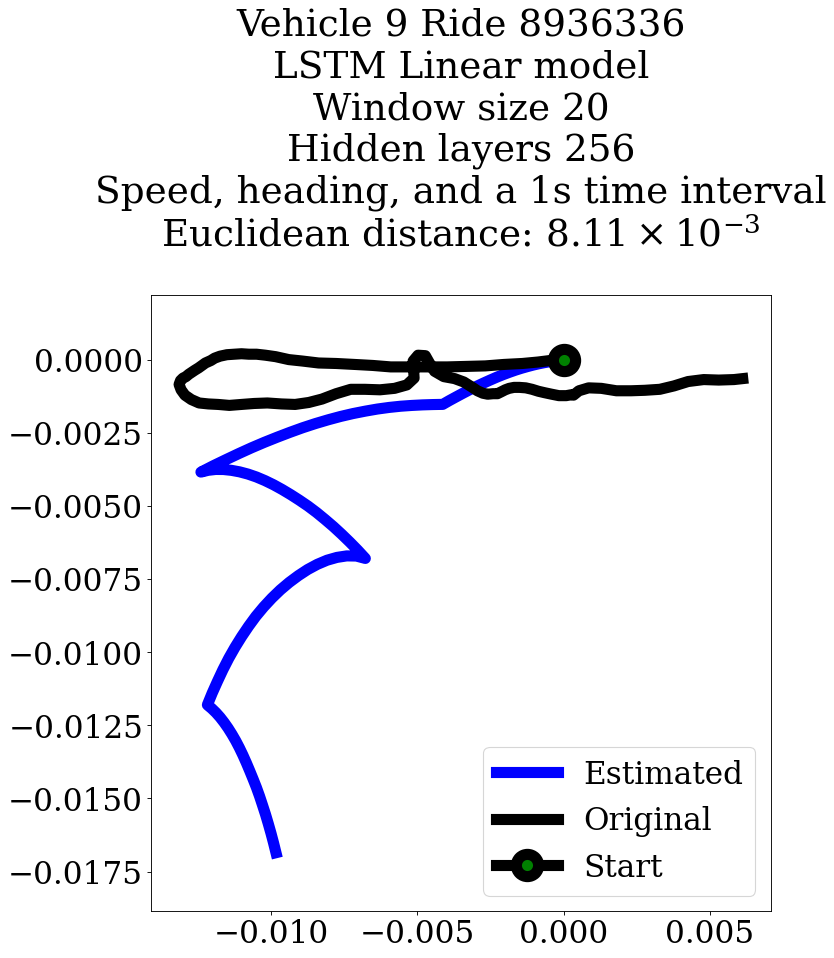 Vehicle 9 Ride 8936336
LSTM Linear model
Window size 20
Hidden layers 256
Speed, heading, and a 1s time interval
Euclidean distance: 8.11 × 10⁻³
0.0000
−0.0025
−0.0050
−0.0075
−0.0100
−0.0125
−0.0150
−0.0175
Estimated
Original
Start
−0.010 −0.005 0.000 0.005